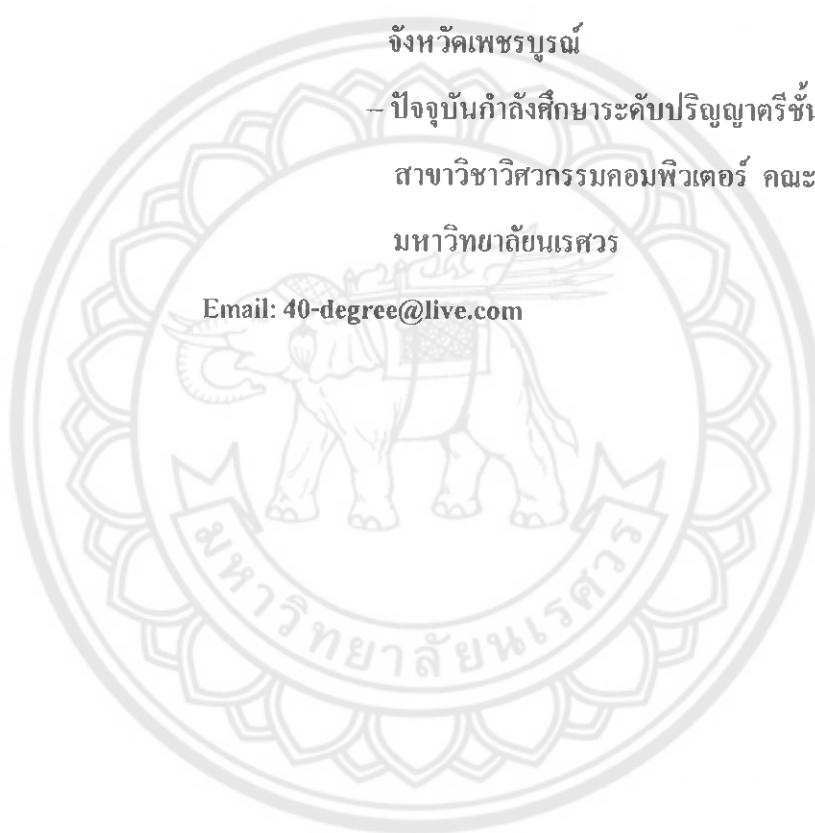 จังหวัดเพชรบูรณ์
– ปัจจุบันกำลังศึกษาระดับปริญญาตรีชั้น
สาขาวิชาวิศวกรรมคอมพิวเตอร์ คณะ
มหาวิทยาลัยนเรศวร
Email: 40-degree@live.com
มหาวิทยาลัยนเรศวร